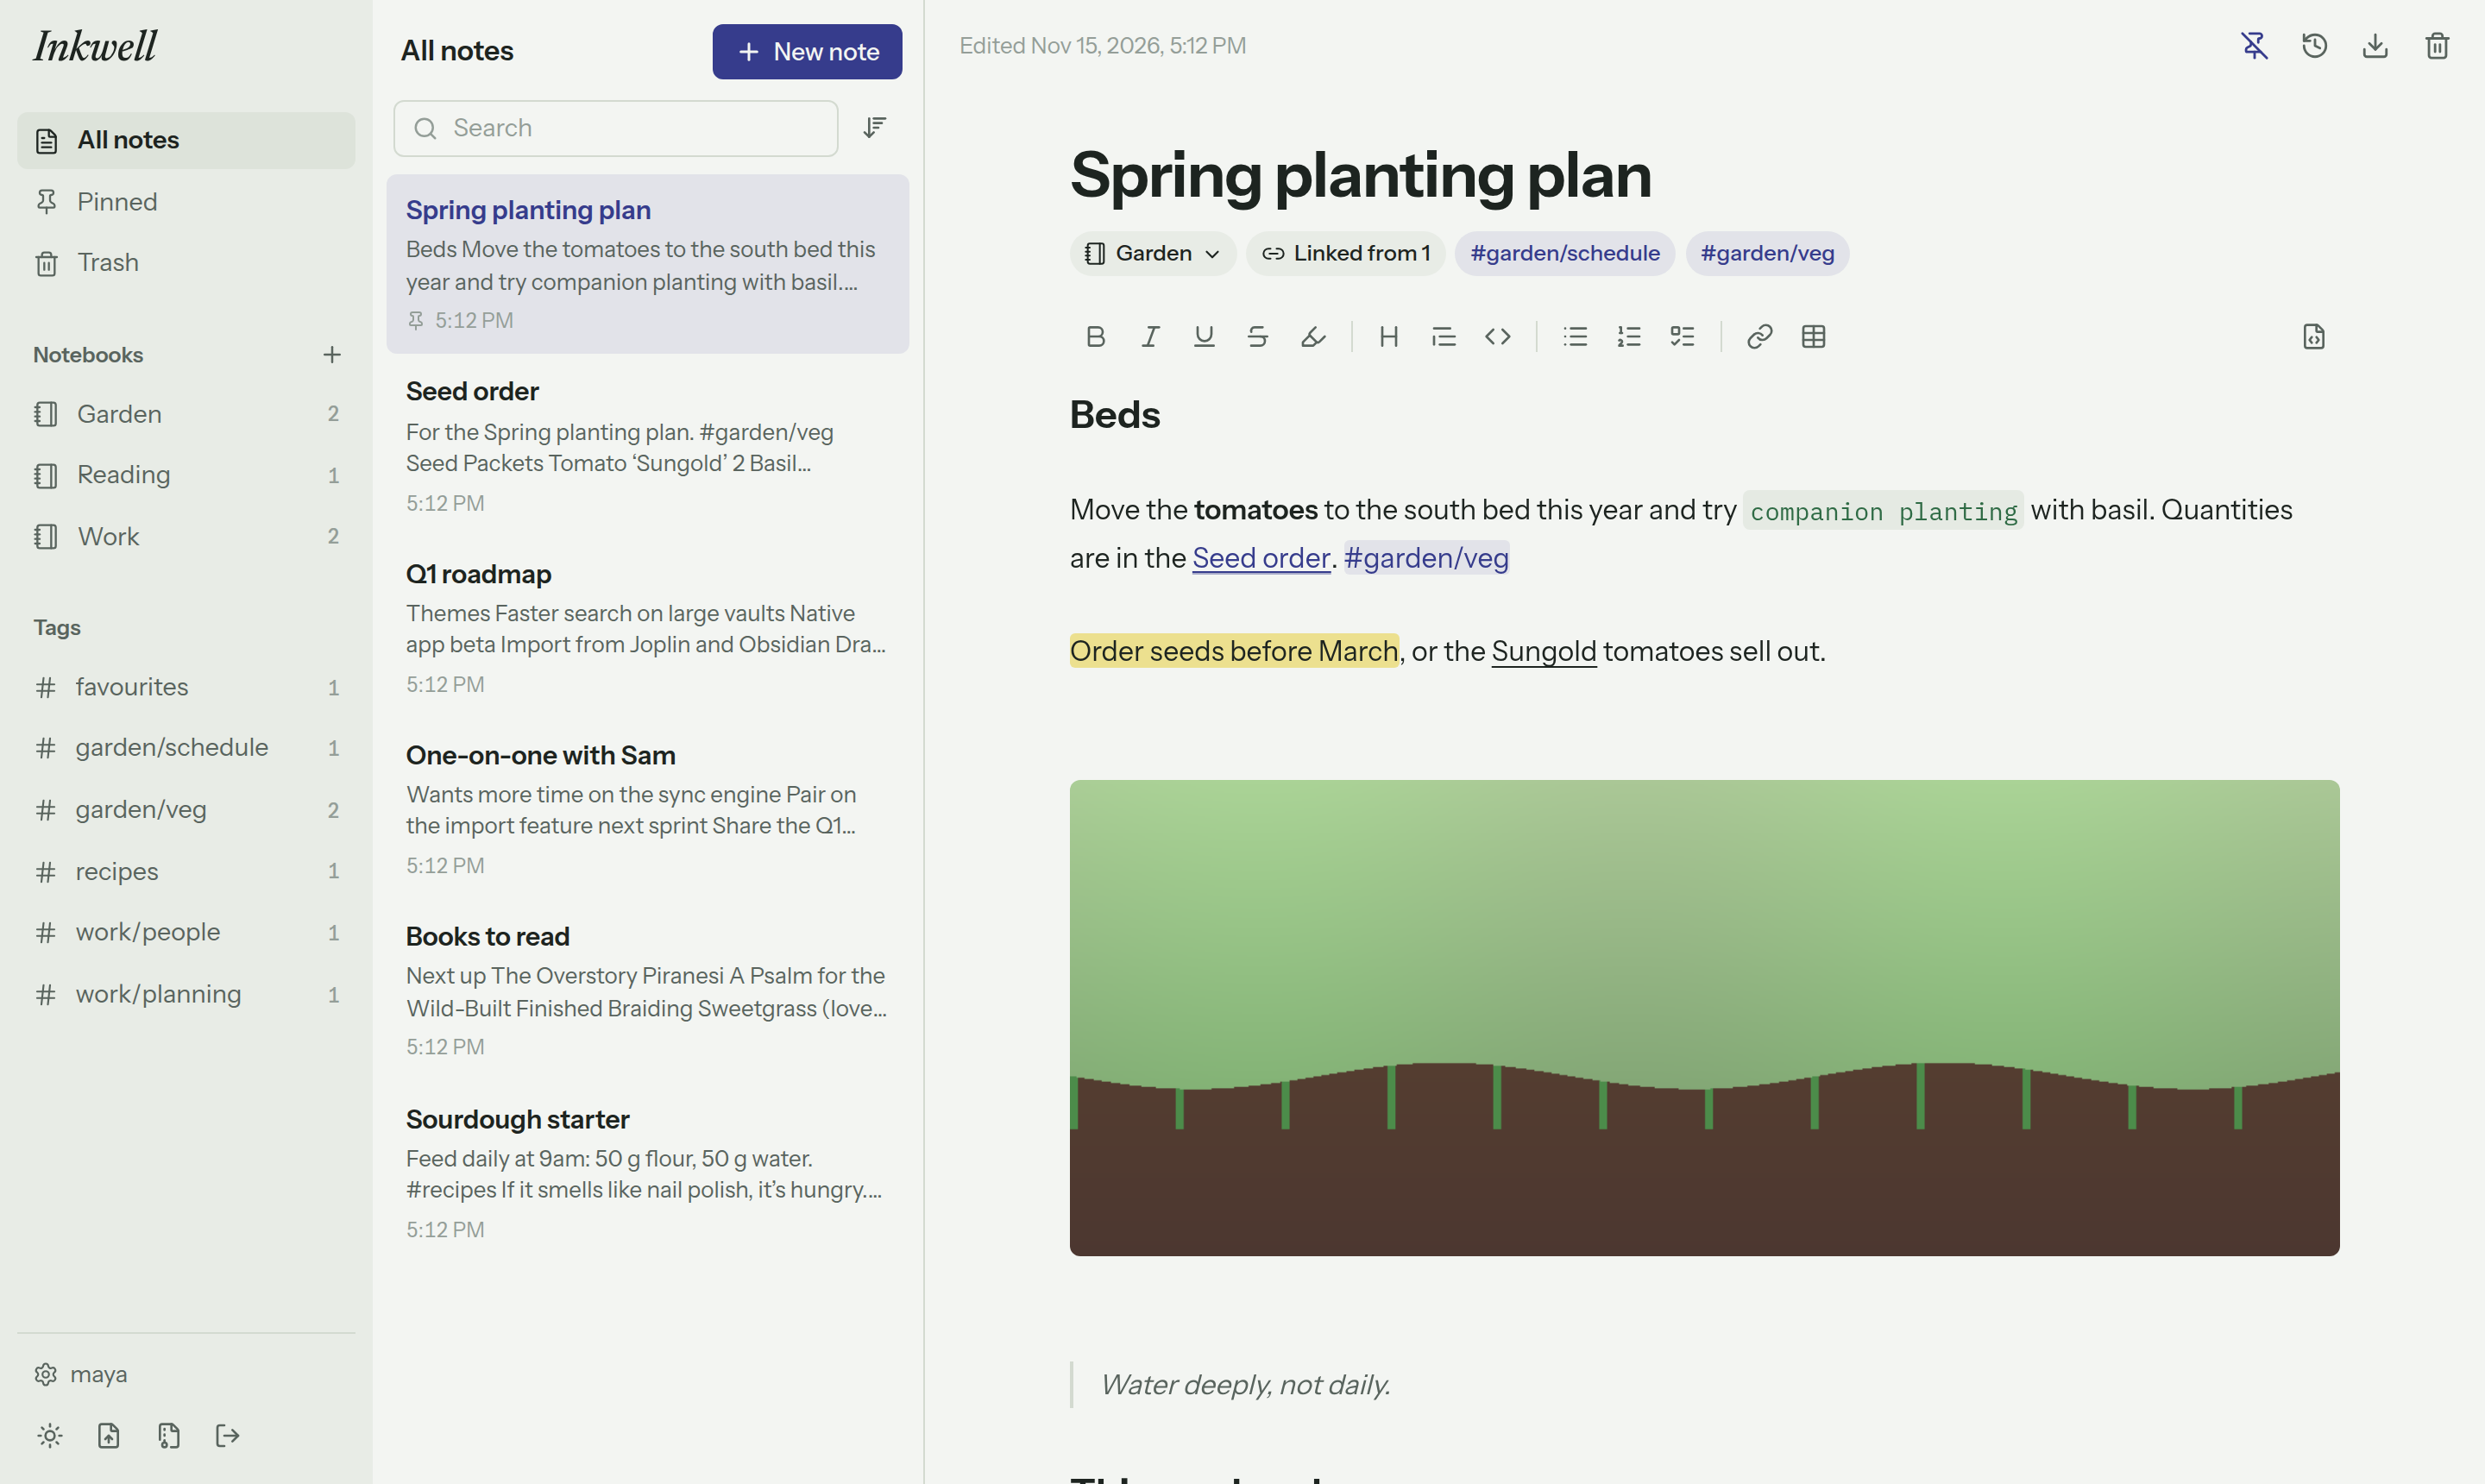 Inkwell
All notes
Pinned
Trash
Notebooks
Garden 2
Reading 1
Work 2
Tags
favourites 1
garden/schedule 1
garden/veg 2
recipes 1
work/people 1
work/planning 1
maya
All notes
New note
Search
Spring planting plan
Beds Move the tomatoes to the south bed this
year and try companion planting with basil....
5:12 PM
Seed order
For the Spring planting plan. #garden/veg
Seed Packets Tomato ‘Sungold’ 2 Basil...
5:12 PM
Q1 roadmap
Themes Faster search on large vaults Native
app beta Import from Joplin and Obsidian Dra...
5:12 PM
One-on-one with Sam
Wants more time on the sync engine Pair on
the import feature next sprint Share the Q1...
5:12 PM
Books to read
Next up The Overstory Piranesi A Psalm for the
Wild-Built Finished Braiding Sweetgrass (love...
5:12 PM
Sourdough starter
Feed daily at 9am: 50 g flour, 50 g water.
#recipes If it smells like nail polish, it’s hungry....
5:12 PM
Edited Nov 15, 2026, 5:12 PM
Spring planting plan
Garden Linked from 1 #garden/schedule #garden/veg
Beds
Move the tomatoes to the south bed this year and try companion planting with basil. Quantities
are in the Seed order. #garden/veg
Order seeds before March, or the Sungold tomatoes sell out.
Water deeply, not daily.